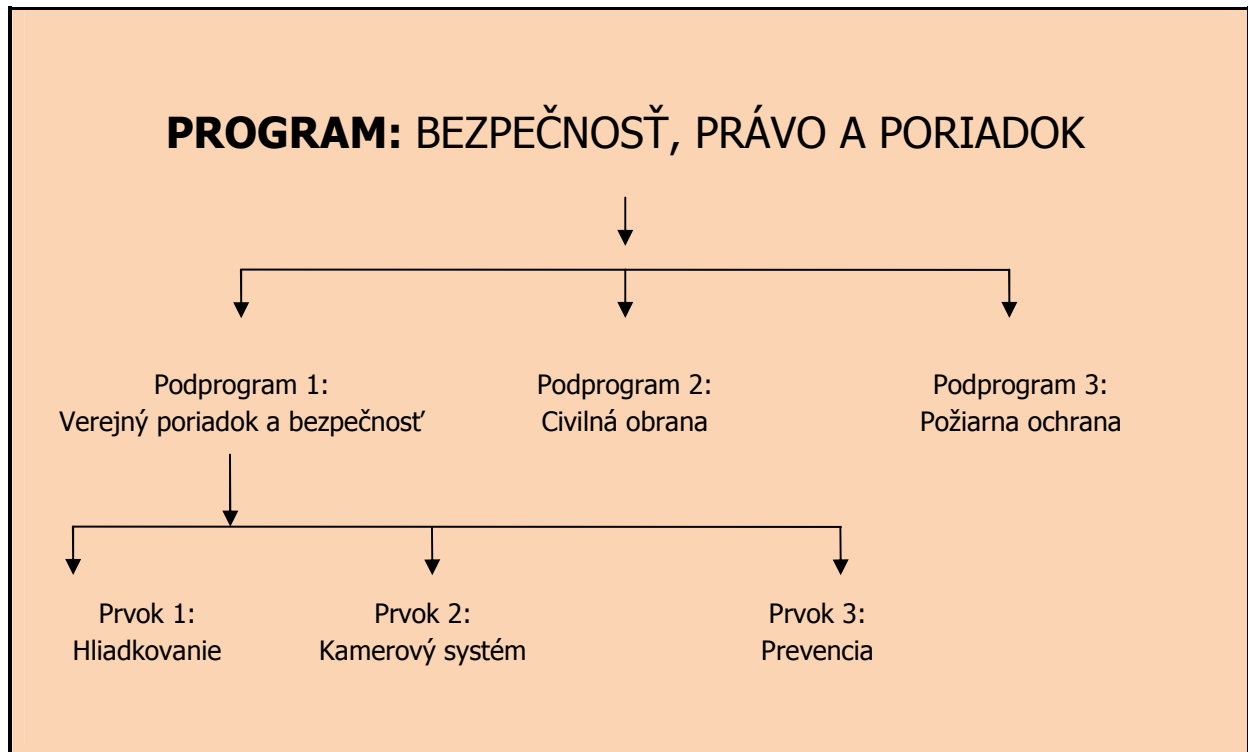 PROGRAM: BEZPEČNOSŤ, PRÁVO A PORIADOK
Podprogram 1:
Verejný poriadok a bezpečnosť
Podprogram 2:
Civilná obrana
Podprogram 3:
Požiarna ochrana
Prvok 1:
Hliadkovanie
Prvok 2:
Kamerový systém
Prvok 3:
Prevencia